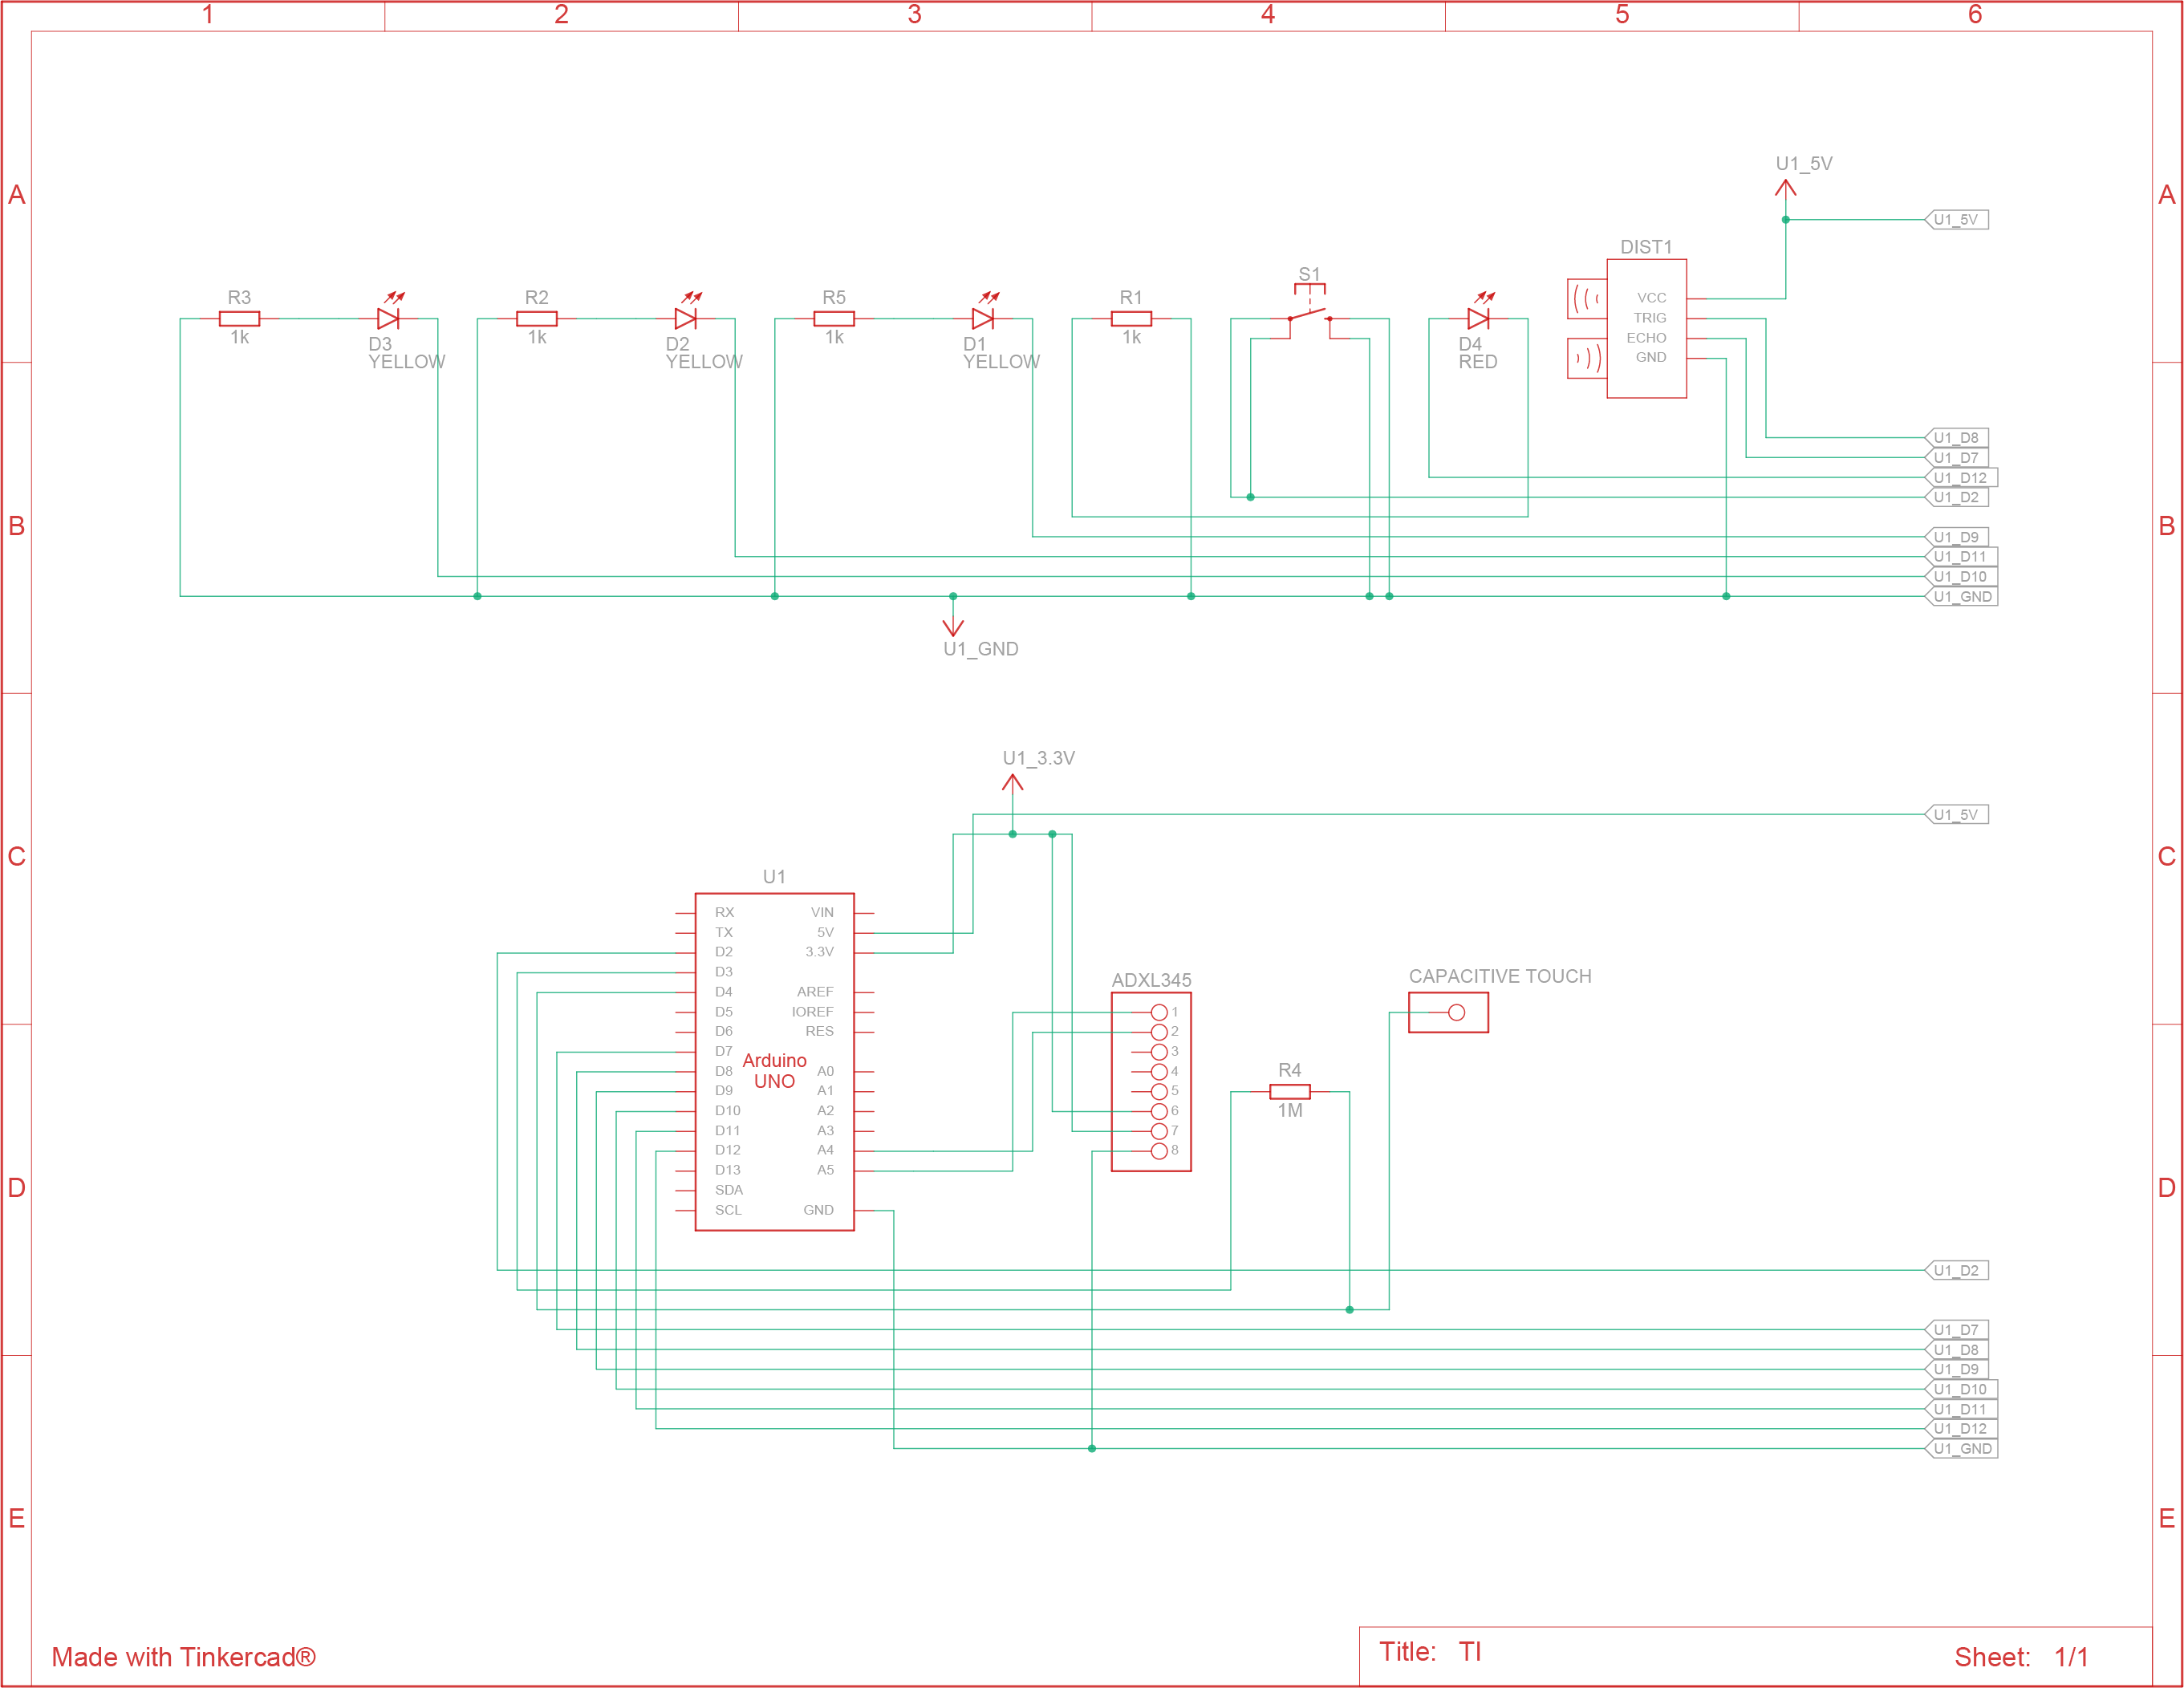 1 2 3 4 5 6
U1_5V
A A
U1_5V
DIST1
S1
R3 R2 R5 R1
VCC
TRIG
ECHO
GND
1k 1k 1k 1k
D3 D2 D1 D4
YELLOW YELLOW YELLOW RED
U1_D8
U1_D7
U1_D12
U1_D2
B B
U1_D9
U1_D11
U1_D10
U1_GND
U1_GND
U1_3.3V
U1_5V
C C
U1
RX VIN
TX 5V
D2 3.3V
D3
D4 AREF
D5 IOREF
D6 RES
D7
D8 A0
D9 A1
D10 A2
D11 A3
D12 A4
D13 A5
SDA
SCL GND
Arduino
UNO
ADXL345
1
2
3
4
5
6
7
8
CAPACITIVE TOUCH
R4
1M
D D
U1_D2
U1_D7
U1_D8
U1_D9
U1_D10
U1_D11
U1_D12
U1_GND
E E
Made with Tinkercad®
Title: TI
Sheet: 1/1